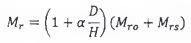 M_r = (1 + α D/H) (M_ro + M_rs)